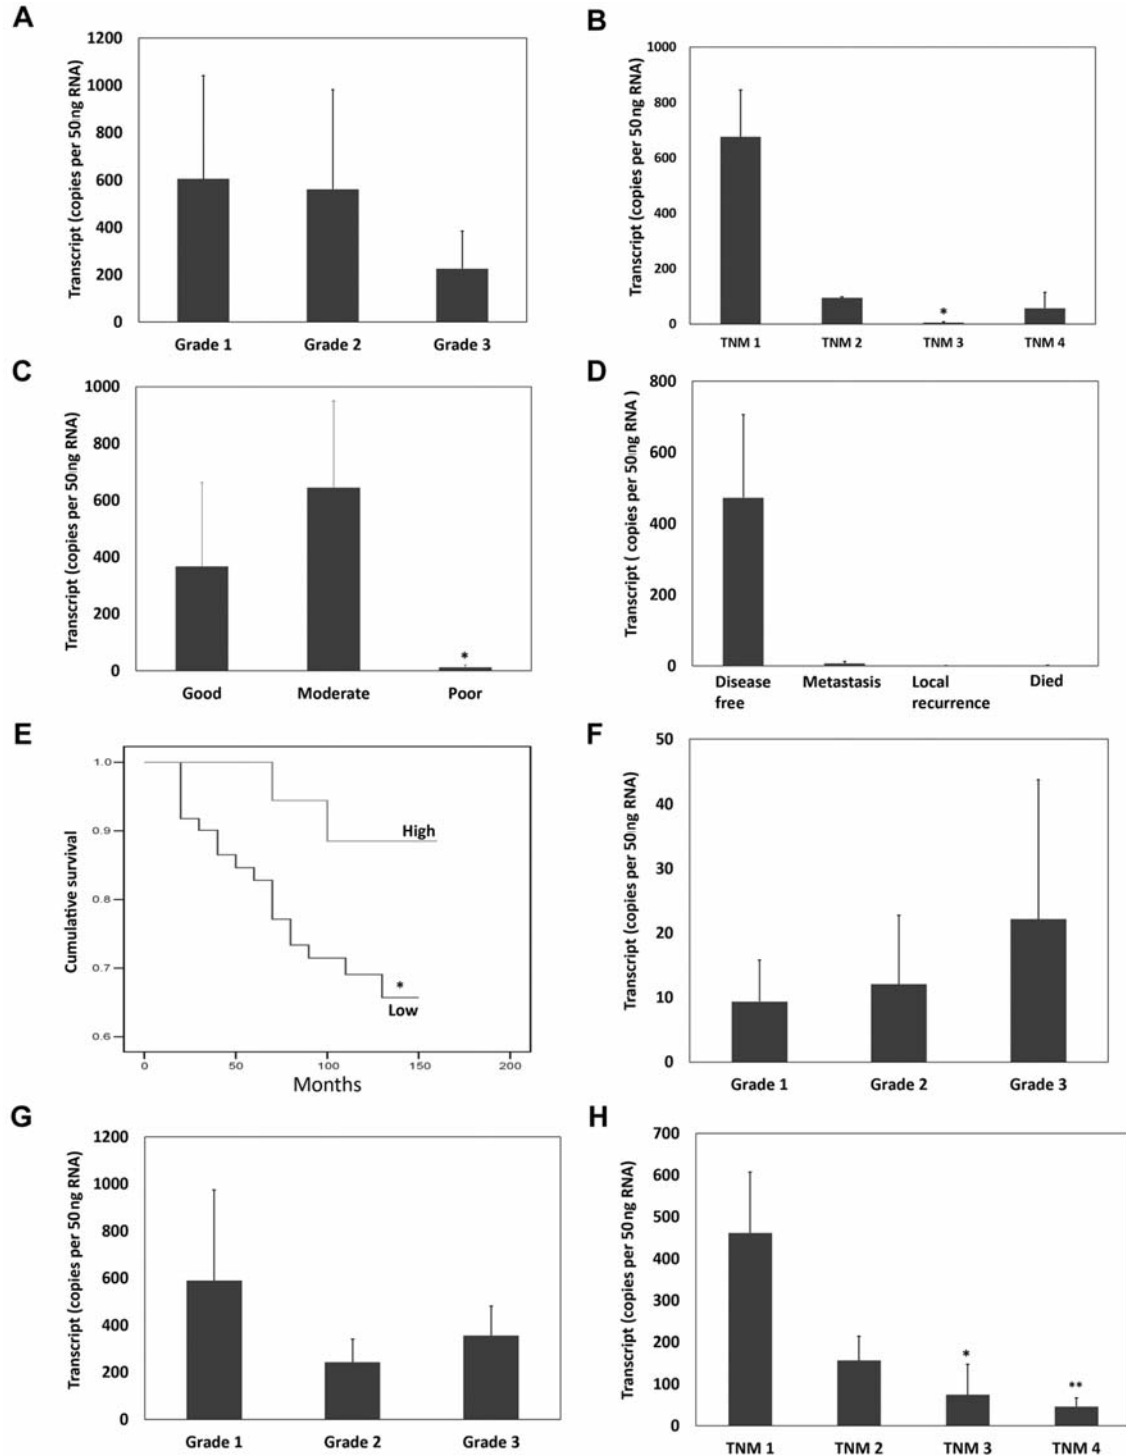 A
Transcript (copies per 50ng RNA)
1200
1000
800
600
400
200
0
Grade 1 Grade 2 Grade 3
B
Transcript (copies per 50ng RNA)
1000
800
600
400
200
0
*
TNM 1 TNM 2 TNM 3 TNM 4
C
Transcript (copies per 50ng RNA)
1000
800
600
400
200
0
*
Good Moderate Poor
D
Transcript ( copies per 50ng RNA )
800
600
400
200
0
Disease Metastasis Local Died
free recurrence
E
Cumulative survival
1.0
0.9
0.8
0.7
0.6
High
*
Low
0 50 100 150 200
Months
F
Transcript (copies per 50ng RNA)
50
40
30
20
10
0
Grade 1 Grade 2 Grade 3
G
Transcript (copies per 50ng RNA)
1200
1000
800
600
400
200
0
Grade 1 Grade 2 Grade 3
H
Transcript (copies per 50ng RNA)
700
600
500
400
300
200
100
0
* **
TNM 1 TNM 2 TNM 3 TNM 4